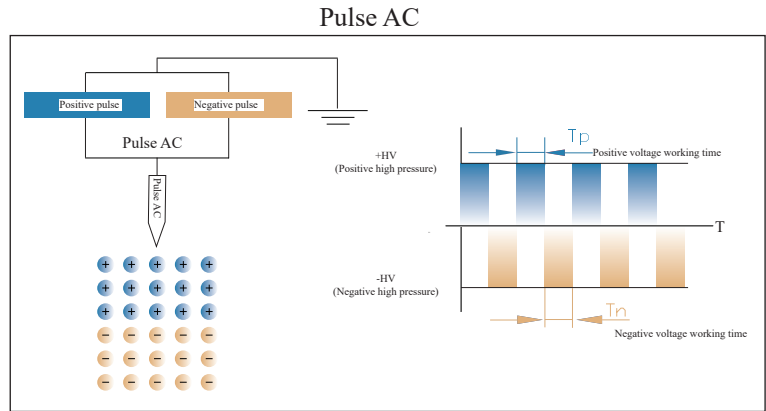 Pulse AC
Positive pulse
Negative pulse
Pulse AC
Pulse AC
+HV
(Positive high pressure)
Tp
Positive voltage working time
T
-HV
(Negative high pressure)
Tn
Negative voltage working time
+ + + + +
+ + + + +
+ + + + +
− − − − −
− − − − −
− − − − −